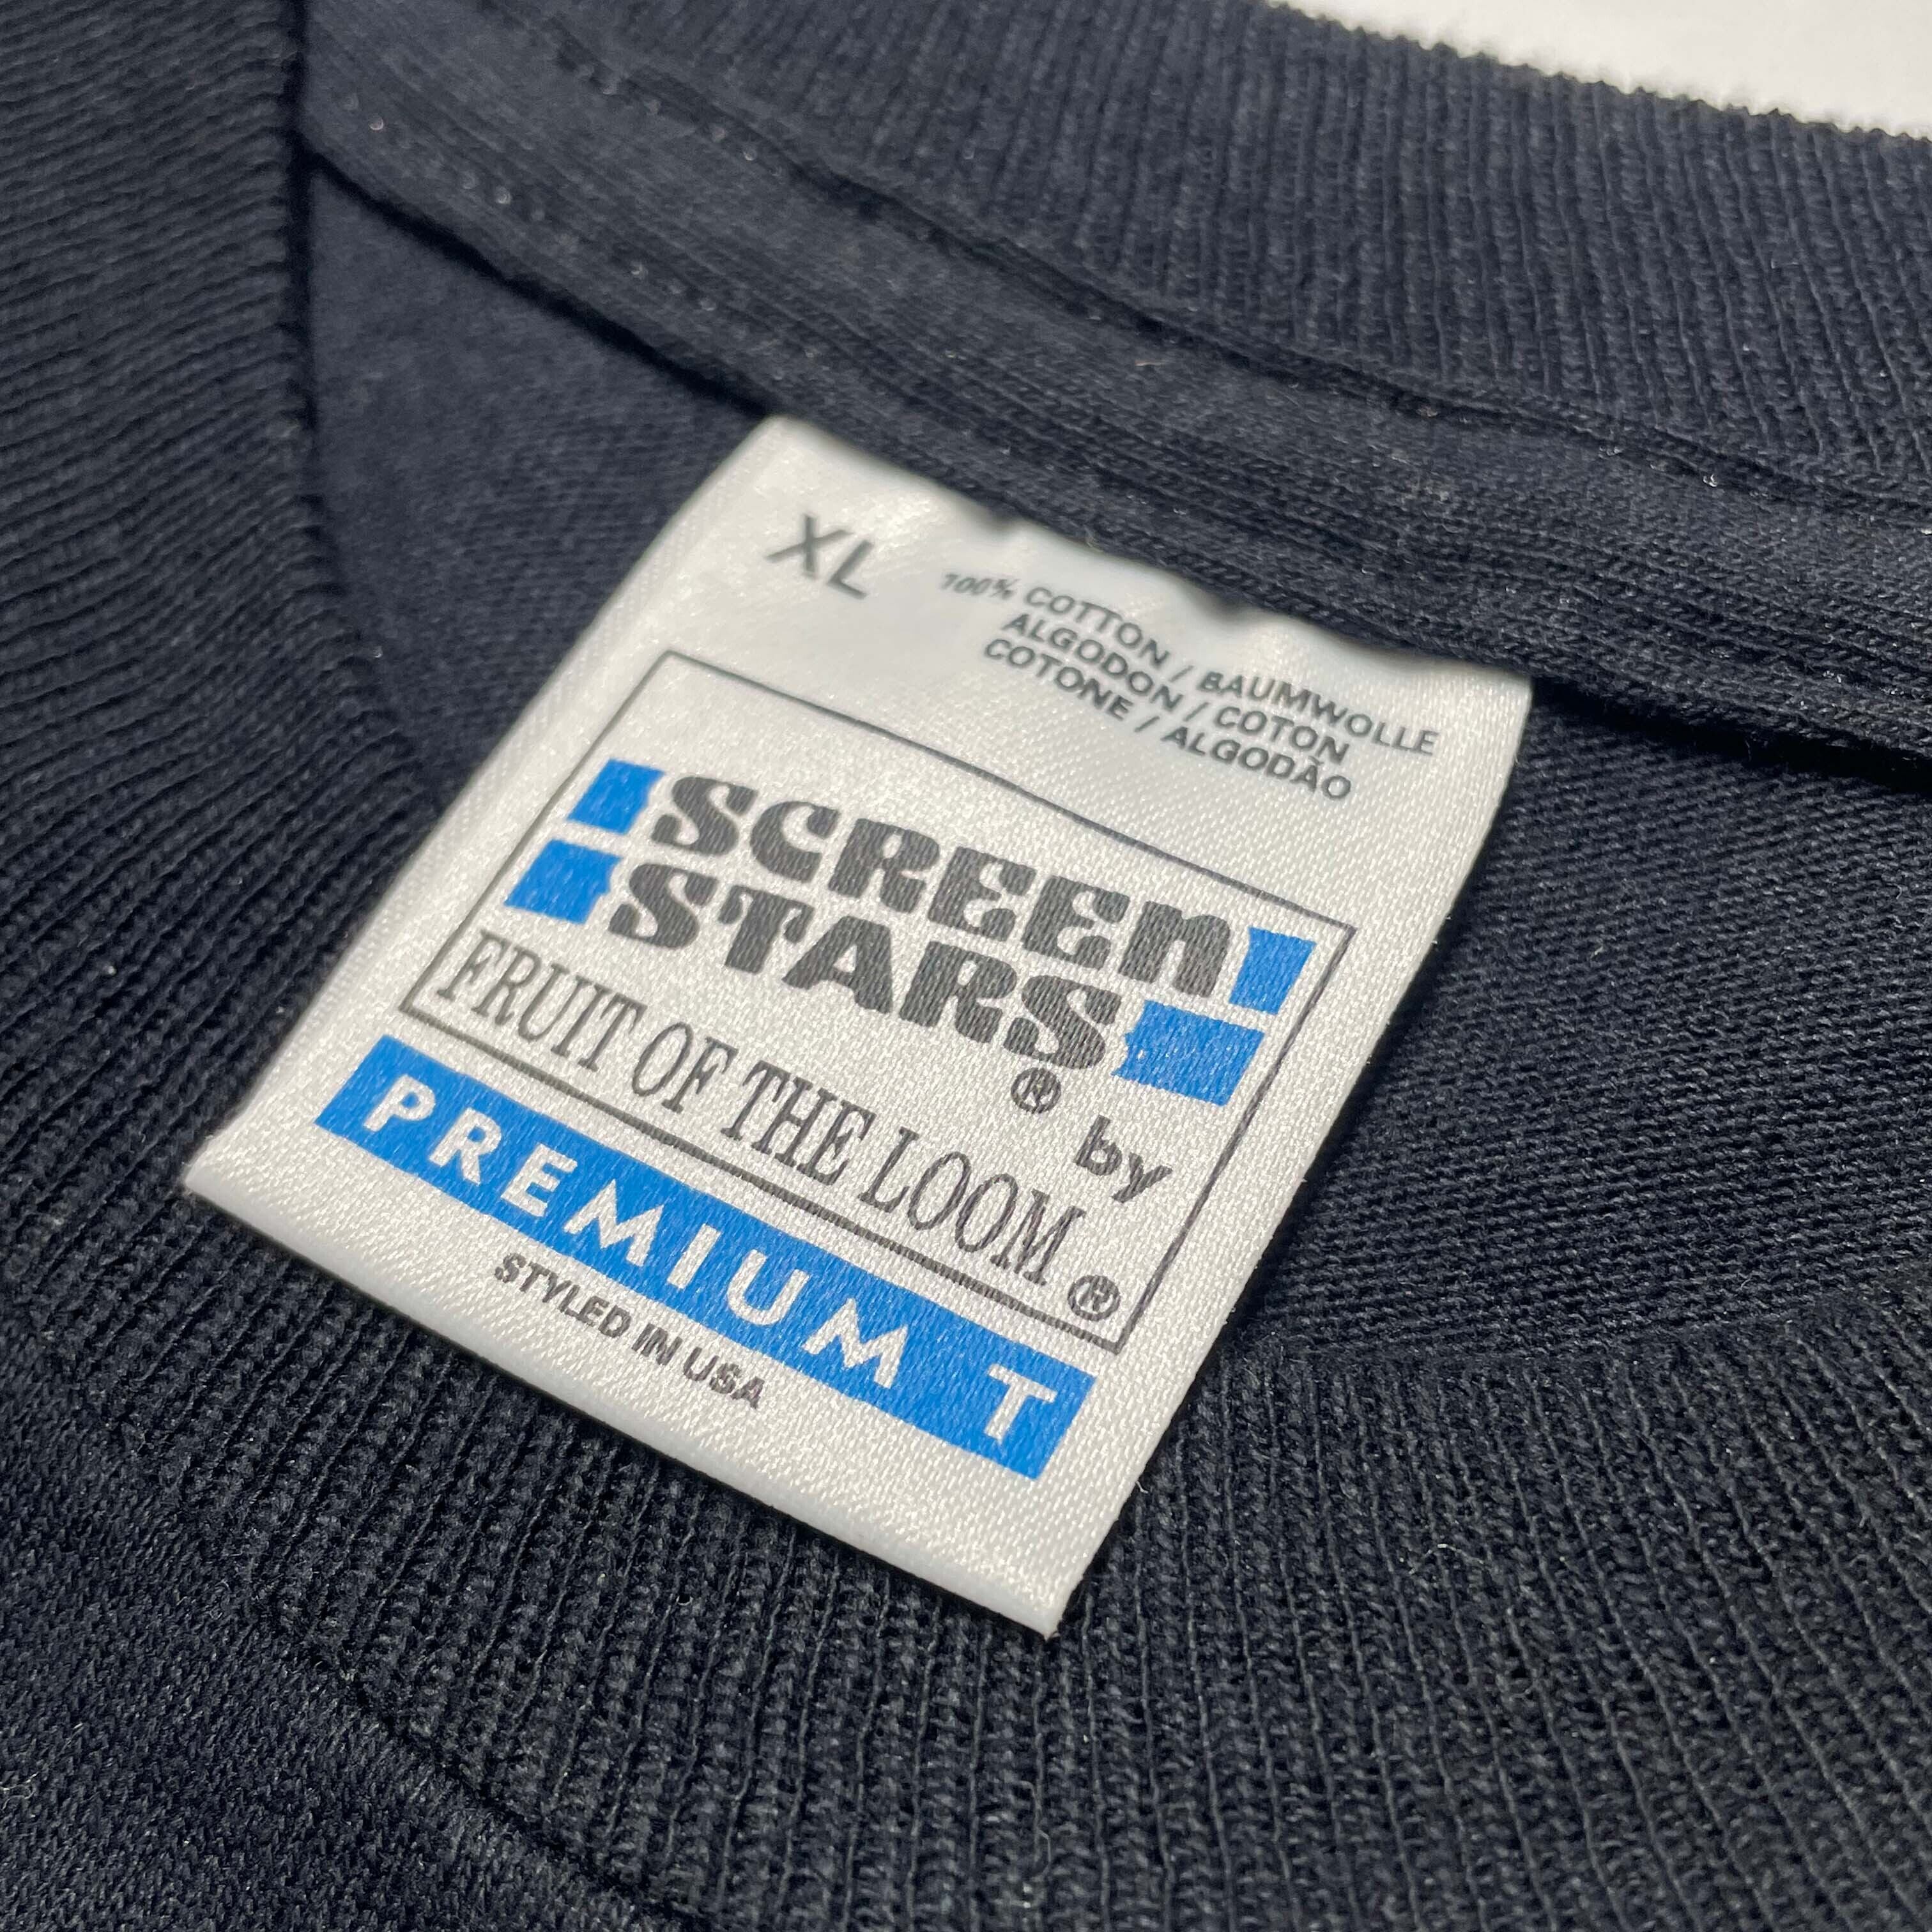 XL
100% COTTON / BAUMWOLLE
ALGODON / COTON
COTONE / ALGODÃO
SCREEN
STARS® by
FRUIT OF THE LOOM®
PREMIUM T
STYLED IN USA